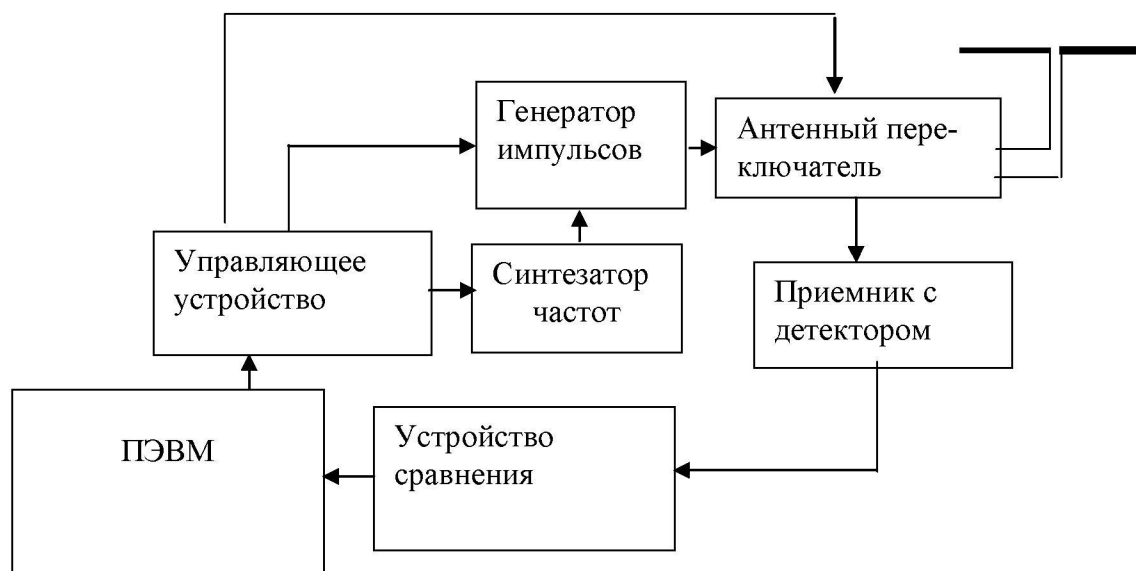 Генератор
импульсов
Антенный пере-
ключатель
Управляющее
устройство
Синтезатор
частот
Приемник с
детектором
ПЭВМ
Устройство
сравнения